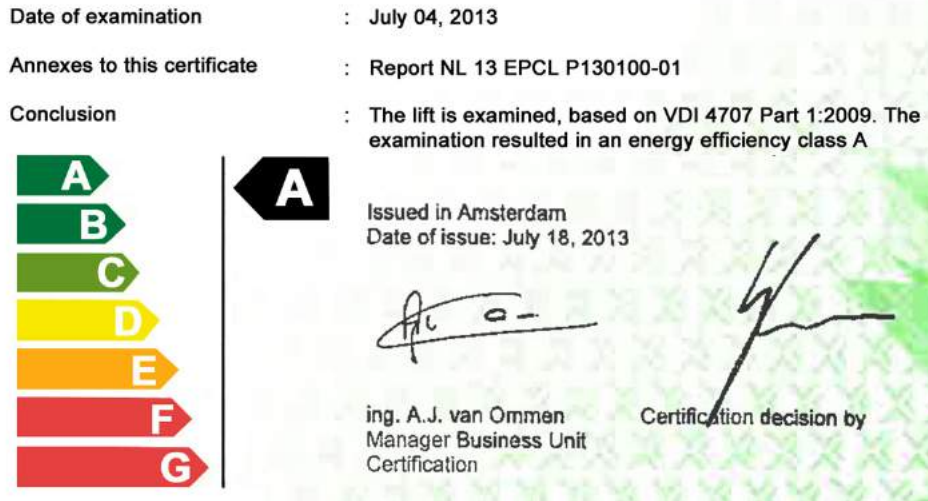 Date of examination : July 04, 2013
Annexes to this certificate : Report NL 13 EPCL P130100-01
Conclusion : The lift is examined, based on VDI 4707 Part 1:2009. The
examination resulted in an energy efficiency class A
A
B
C
D
E
F
G
A
Issued in Amsterdam
Date of issue: July 18, 2013
ing. A.J. van Ommen
Manager Business Unit
Certification
Certification decision by